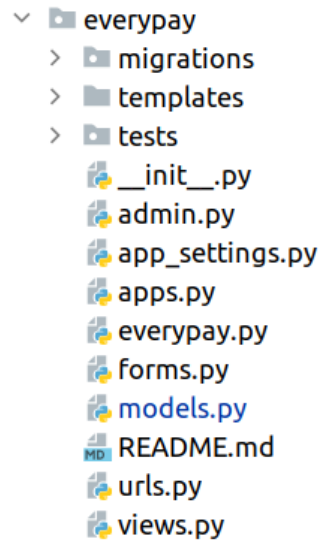 everypay
migrations
templates
tests
__init__.py
admin.py
app_settings.py
apps.py
everypay.py
forms.py
models.py
MD README.md
urls.py
views.py